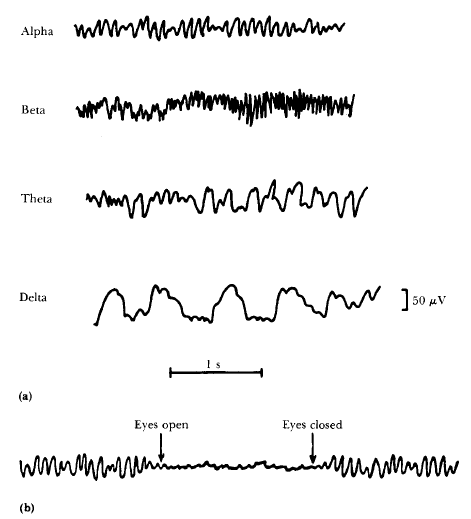 Alpha
Beta
Theta
Delta
50 μV
1 s
(a)
Eyes open
Eyes closed
(b)